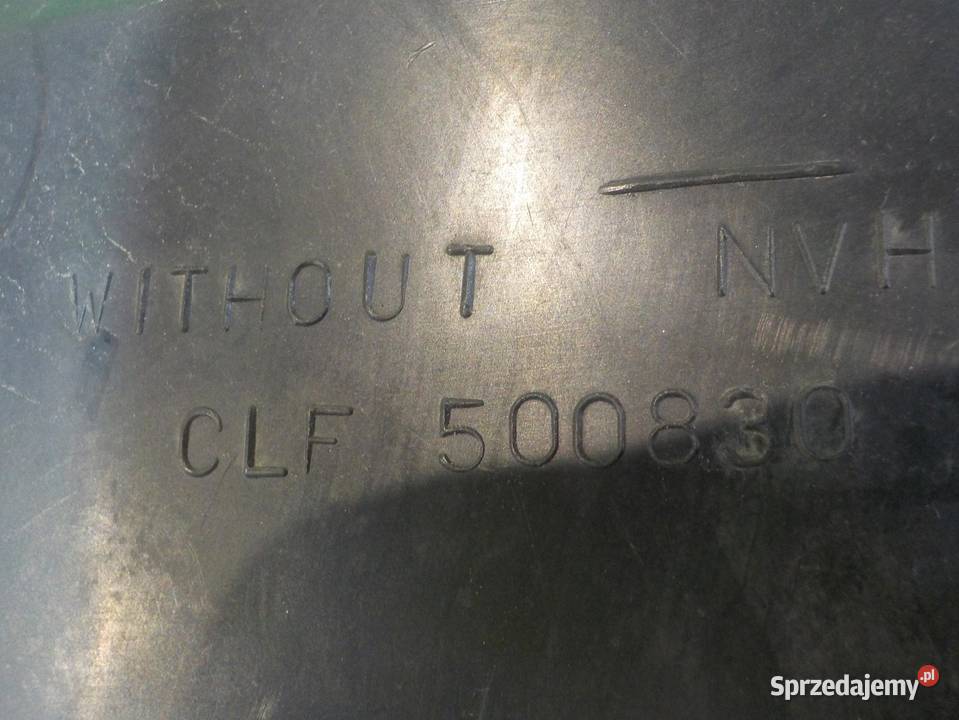 WITHOUT NVH
CLF 500830
Sprzedajemy.pl